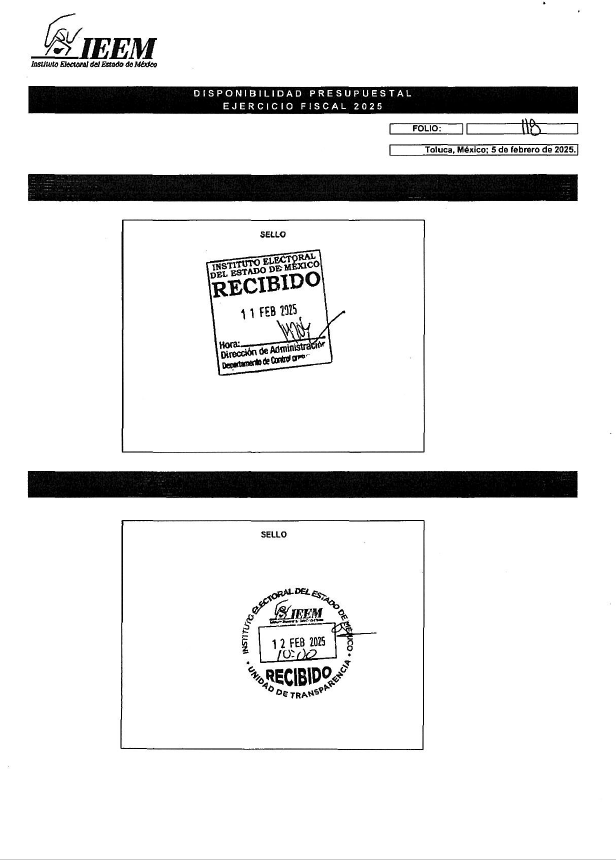 IEEM
Instituto Electoral del Estado de México
DISPONIBILIDAD PRESUPUESTAL
EJERCICIO FISCAL 2025
FOLIO: 118
Toluca, México; 5 de febrero de 2025.
SELLO
INSTITUTO ELECTORAL
DEL ESTADO DE MÉXICO
RECIBIDO
11 FEB 2025
Hora:
Dirección de Administración
Departamento de Control
SELLO
INSTITUTO ELECTORAL DEL ESTADO DE MÉXICO
IEEM
12 FEB 2025
10:00
RECIBIDO
• UNIDAD DE TRANSPARENCIA •